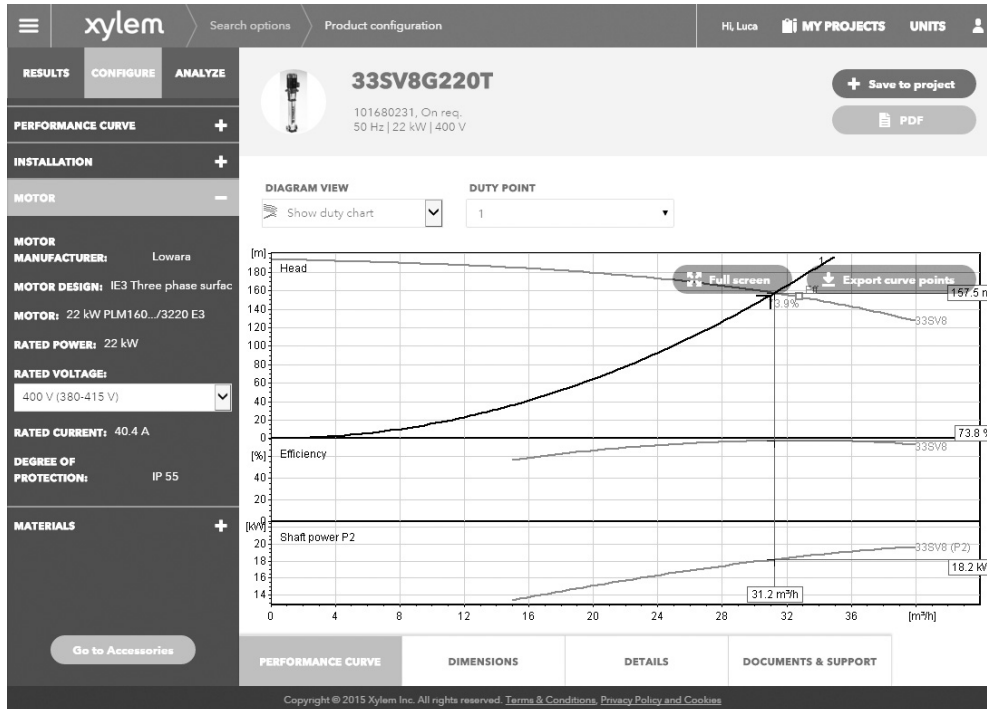 xylem
Search options
Product configuration
Hi, Luca
MY PROJECTS
UNITS
RESULTS
CONFIGURE
ANALYZE
PERFORMANCE CURVE +
INSTALLATION +
MOTOR −
MOTOR
MANUFACTURER: Lowara
MOTOR DESIGN: IE3 Three phase surfac
MOTOR: 22 kW PLM160.../3220 E3
RATED POWER: 22 kW
RATED VOLTAGE:
400 V (380-415 V)
RATED CURRENT: 40.4 A
DEGREE OF
PROTECTION: IP 55
MATERIALS +
Go to Accessories
33SV8G220T
101680231, On req.
50 Hz | 22 kW | 400 V
+ Save to project
PDF
DIAGRAM VIEW
Show duty chart
DUTY POINT
1
[m]
Head
180
160
140
120
100
80
60
40
20
0
1
Full screen
Export curve points
Eff
157.5 m
3.9%
33SV8
73.8 %
[%]
Efficiency
40
20
0
33SV8
[kW]
Shaft power P2
20
18
16
14
33SV8 (P2)
18.2 kW
31.2 m³/h
0 4 8 12 16 20 24 28 32 36 [m³/h]
PERFORMANCE CURVE
DIMENSIONS
DETAILS
DOCUMENTS & SUPPORT
Copyright © 2015 Xylem Inc. All rights reserved. Terms & Conditions, Privacy Policy and Cookies